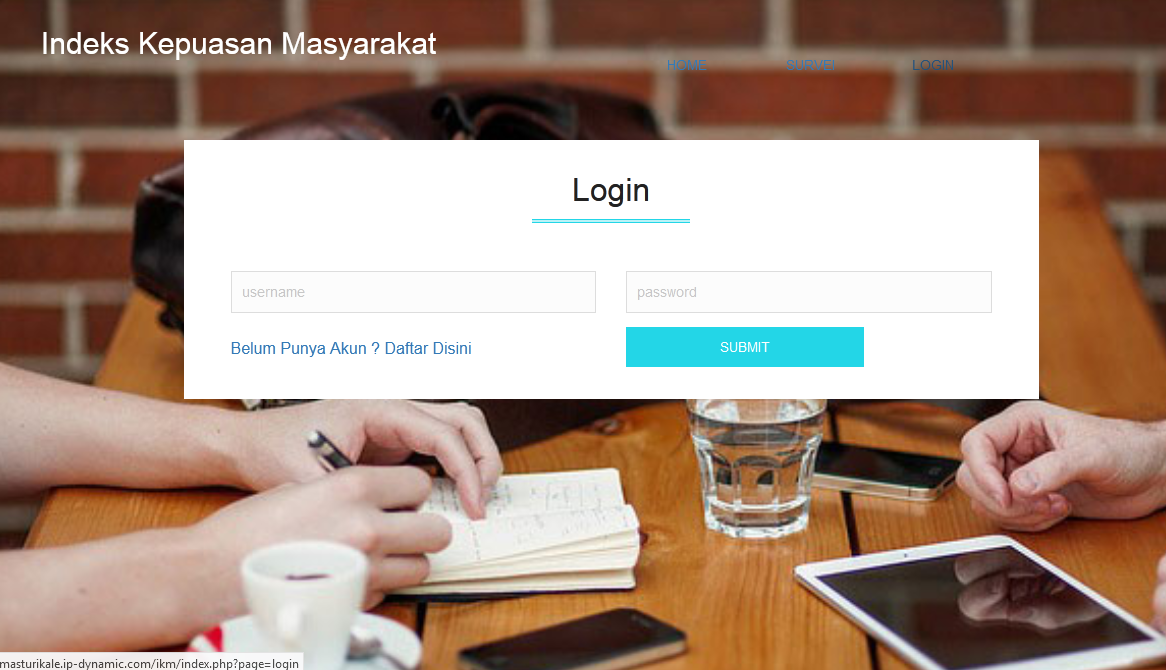 Indeks Kepuasan Masyarakat
HOME SURVEI LOGIN
Login
username password
Belum Punya Akun ? Daftar Disini SUBMIT
masturikale.ip-dynamic.com/ikm/index.php?page=login